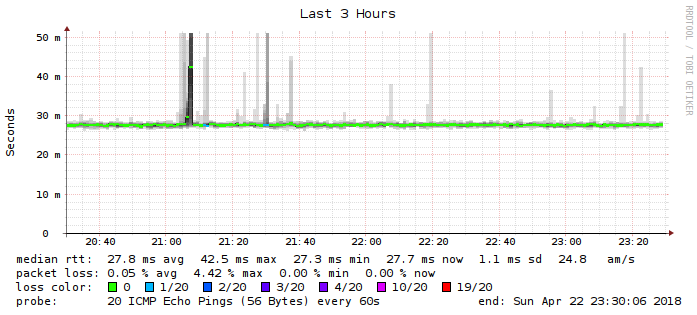 Last 3 Hours
RRDTOOL / TOBI OETIKER
Seconds
50 m
40 m
30 m
20 m
10 m
0
20:40 21:00 21:20 21:40 22:00 22:20 22:40 23:00 23:20
median rtt: 27.8 ms avg 42.5 ms max 27.3 ms min 27.7 ms now 1.1 ms sd 24.8 am/s
packet loss: 0.05 % avg 4.42 % max 0.00 % min 0.00 % now
loss color: 0 1/20 2/20 3/20 4/20 10/20 19/20
probe: 20 ICMP Echo Pings (56 Bytes) every 60s end: Sun Apr 22 23:30:06 2018